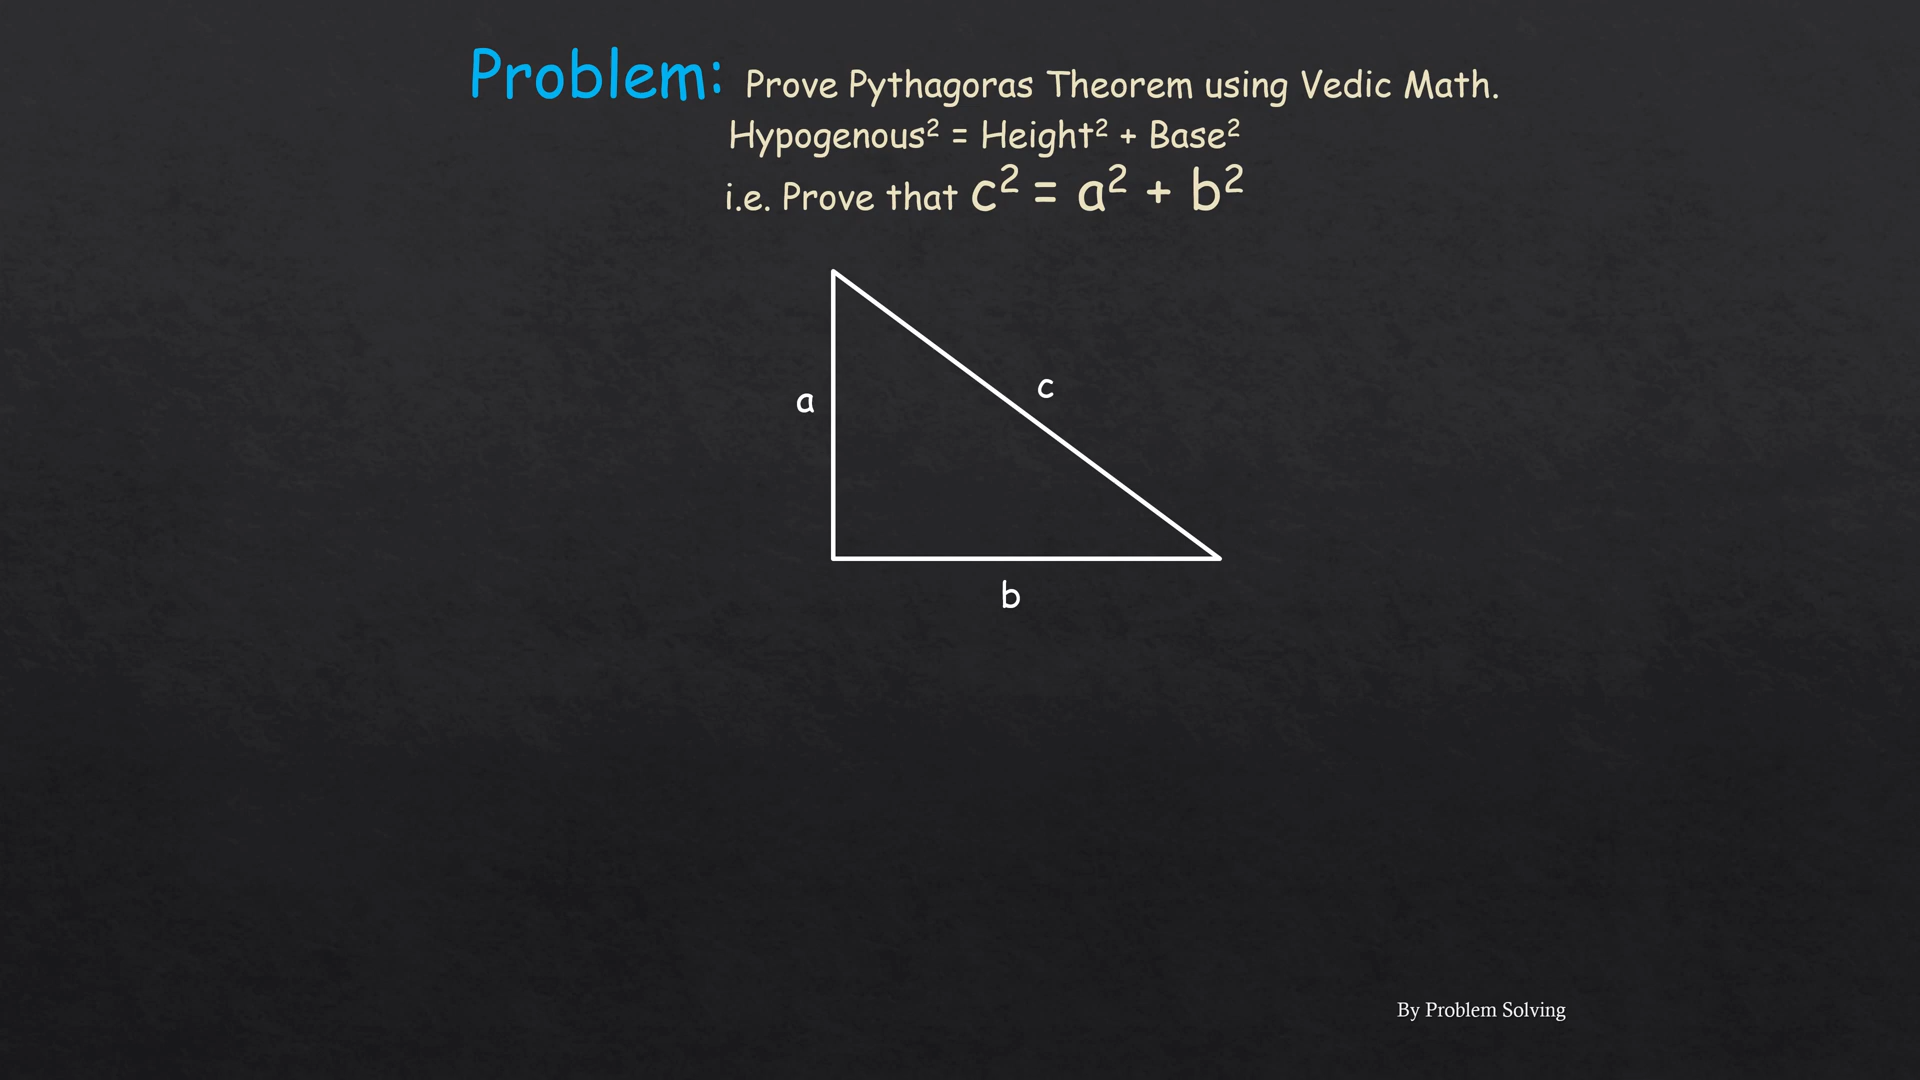 Problem: Prove Pythagoras Theorem using Vedic Math.
Hypogenous² = Height² + Base²
i.e. Prove that c² = a² + b²
a
c
b
By Problem Solving